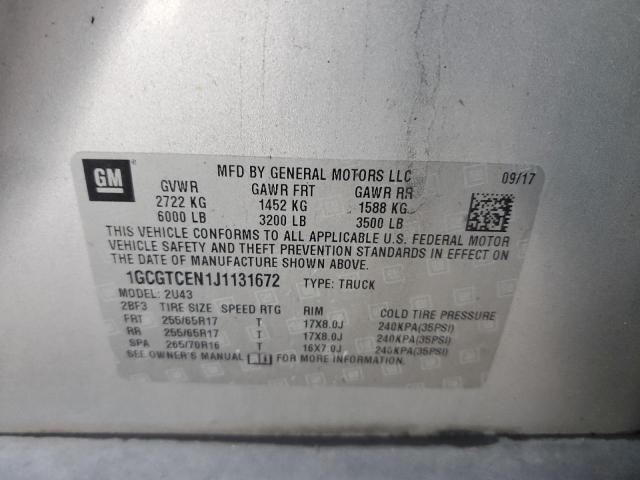 GM
MFD BY GENERAL MOTORS LLC 09/17
GVWR GAWR FRT GAWR RR
2722 KG 1452 KG 1588 KG
6000 LB 3200 LB 3500 LB
THIS VEHICLE CONFORMS TO ALL APPLICABLE U.S. FEDERAL MOTOR
VEHICLE SAFETY AND THEFT PREVENTION STANDARDS IN EFFECT ON
THE DATE OF MANUFACTURE SHOWN ABOVE.
1GCGTCEN1J1131672 TYPE: TRUCK
MODEL: 2U43
2BF3 TIRE SIZE SPEED RTG RIM COLD TIRE PRESSURE
FRT 255/65R17 T 17X8.0J 240KPA(35PSI)
RR 255/65R17 T 17X8.0J 240KPA(35PSI)
SPA 265/70R16 T 16X7.0J 240KPA(35PSI)
SEE OWNER'S MANUAL FOR MORE INFORMATION.